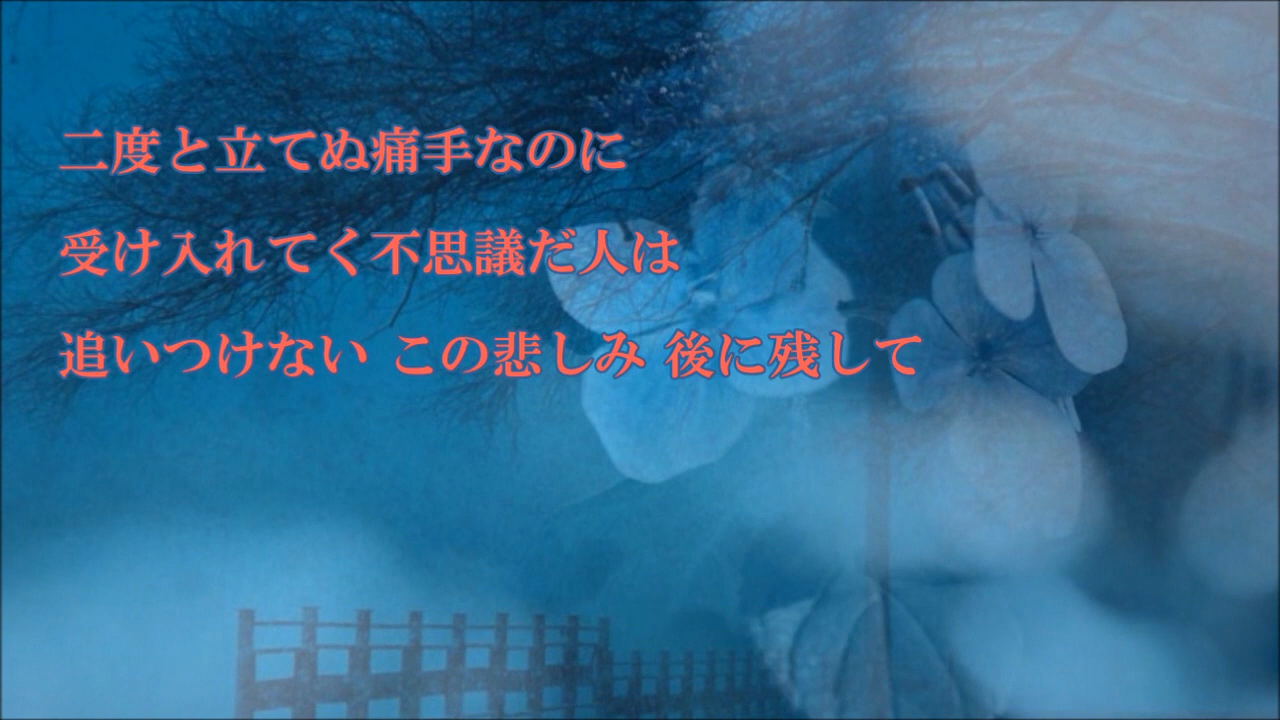 二度と立てぬ痛手なのに
受け入れてく不思議だ人は
追いつけない この悲しみ 後に残して